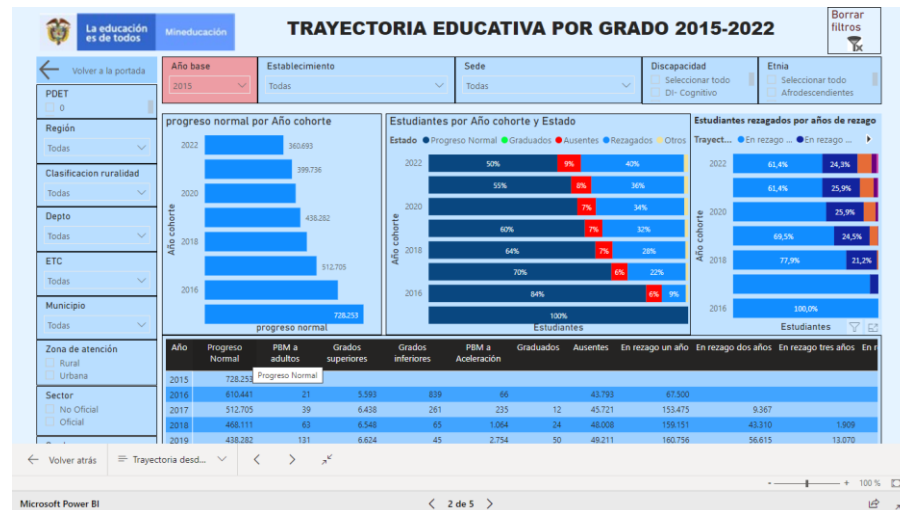 La educación
es de todos
Mineducación
TRAYECTORIA EDUCATIVA POR GRADO 2015-2022
Borrar
filtros
Volver a la portada
Año base
2015
Establecimiento
Todas
Sede
Todas
Discapacidad
Seleccionar todo
DI- Cognitivo
Etnia
Seleccionar todo
Afrodescendientes
PDET
0
Región
Todas
Clasificacion ruralidad
Todas
Depto
Todas
ETC
Todas
Municipio
Todas
Zona de atención
Rural
Urbana
Sector
No Oficial
Oficial
progreso normal por Año cohorte
Año cohorte
2022
360.693
399.736
2020
438.282
2018
512.705
2016
728.253
progreso normal
Estudiantes por Año cohorte y Estado
Estado Progreso Normal Graduados Ausentes Rezagados Otros
Año cohorte
2022 50% 9% 40%
55% 8% 36%
2020 7% 34%
60% 7% 32%
2018 64% 7% 28%
70% 6% 22%
2016 84% 6% 9%
100%
Estudiantes
Estudiantes rezagados por años de rezago
Trayect... En rezago ... En rezago ...
Año cohorte
2022 61,4% 24,3%
61,4% 25,9%
2020 25,9%
69,5% 24,5%
2018 77,9% 21,2%
2016 100,0%
Estudiantes
Año Progreso Normal PBM a adultos Grados superiores Grados inferiores PBM a Aceleración Graduados Ausentes En rezago un año En rezago dos años En rezago tres años En r
2015 728.253
Progreso Normal
2016 610.441 21 5.593 839 66 43.793 67.500
2017 512.705 39 6.438 261 235 12 45.721 153.475 9.367
2018 468.111 63 6.548 65 1.064 24 48.008 159.151 43.310 1.909
2019 438.282 131 6.624 45 2.754 50 49.211 160.756 56.615 13.070
Volver atrás
Trayectoria desd...
100 %
Microsoft Power BI
2 de 5